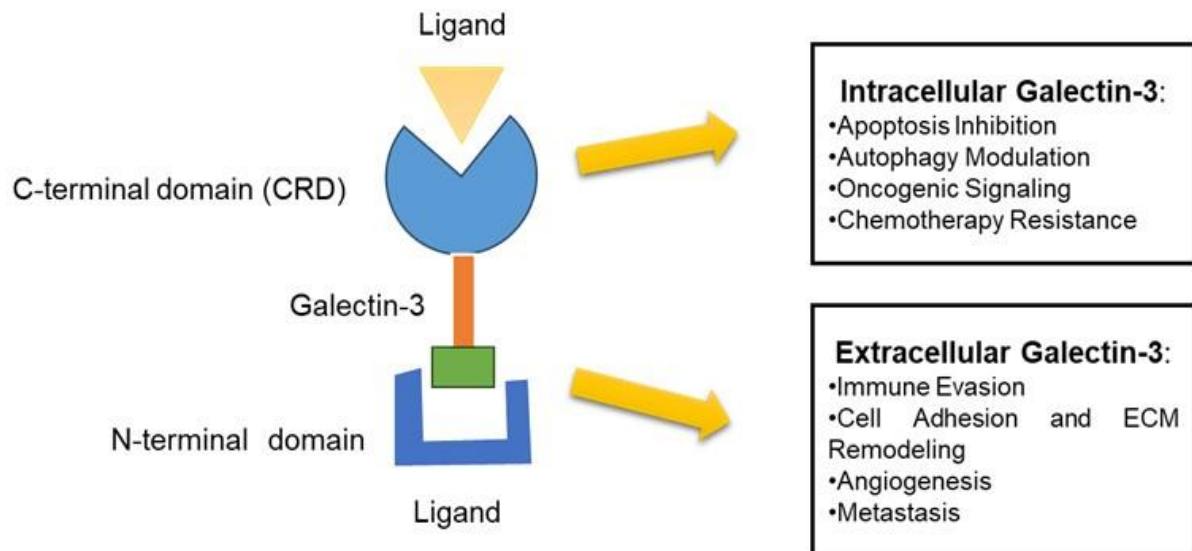 Ligand
C-terminal domain (CRD)
Galectin-3
N-terminal domain
Ligand
Intracellular Galectin-3:
•Apoptosis Inhibition
•Autophagy Modulation
•Oncogenic Signaling
•Chemotherapy Resistance
Extracellular Galectin-3:
•Immune Evasion
•Cell Adhesion and ECM
Remodeling
•Angiogenesis
•Metastasis